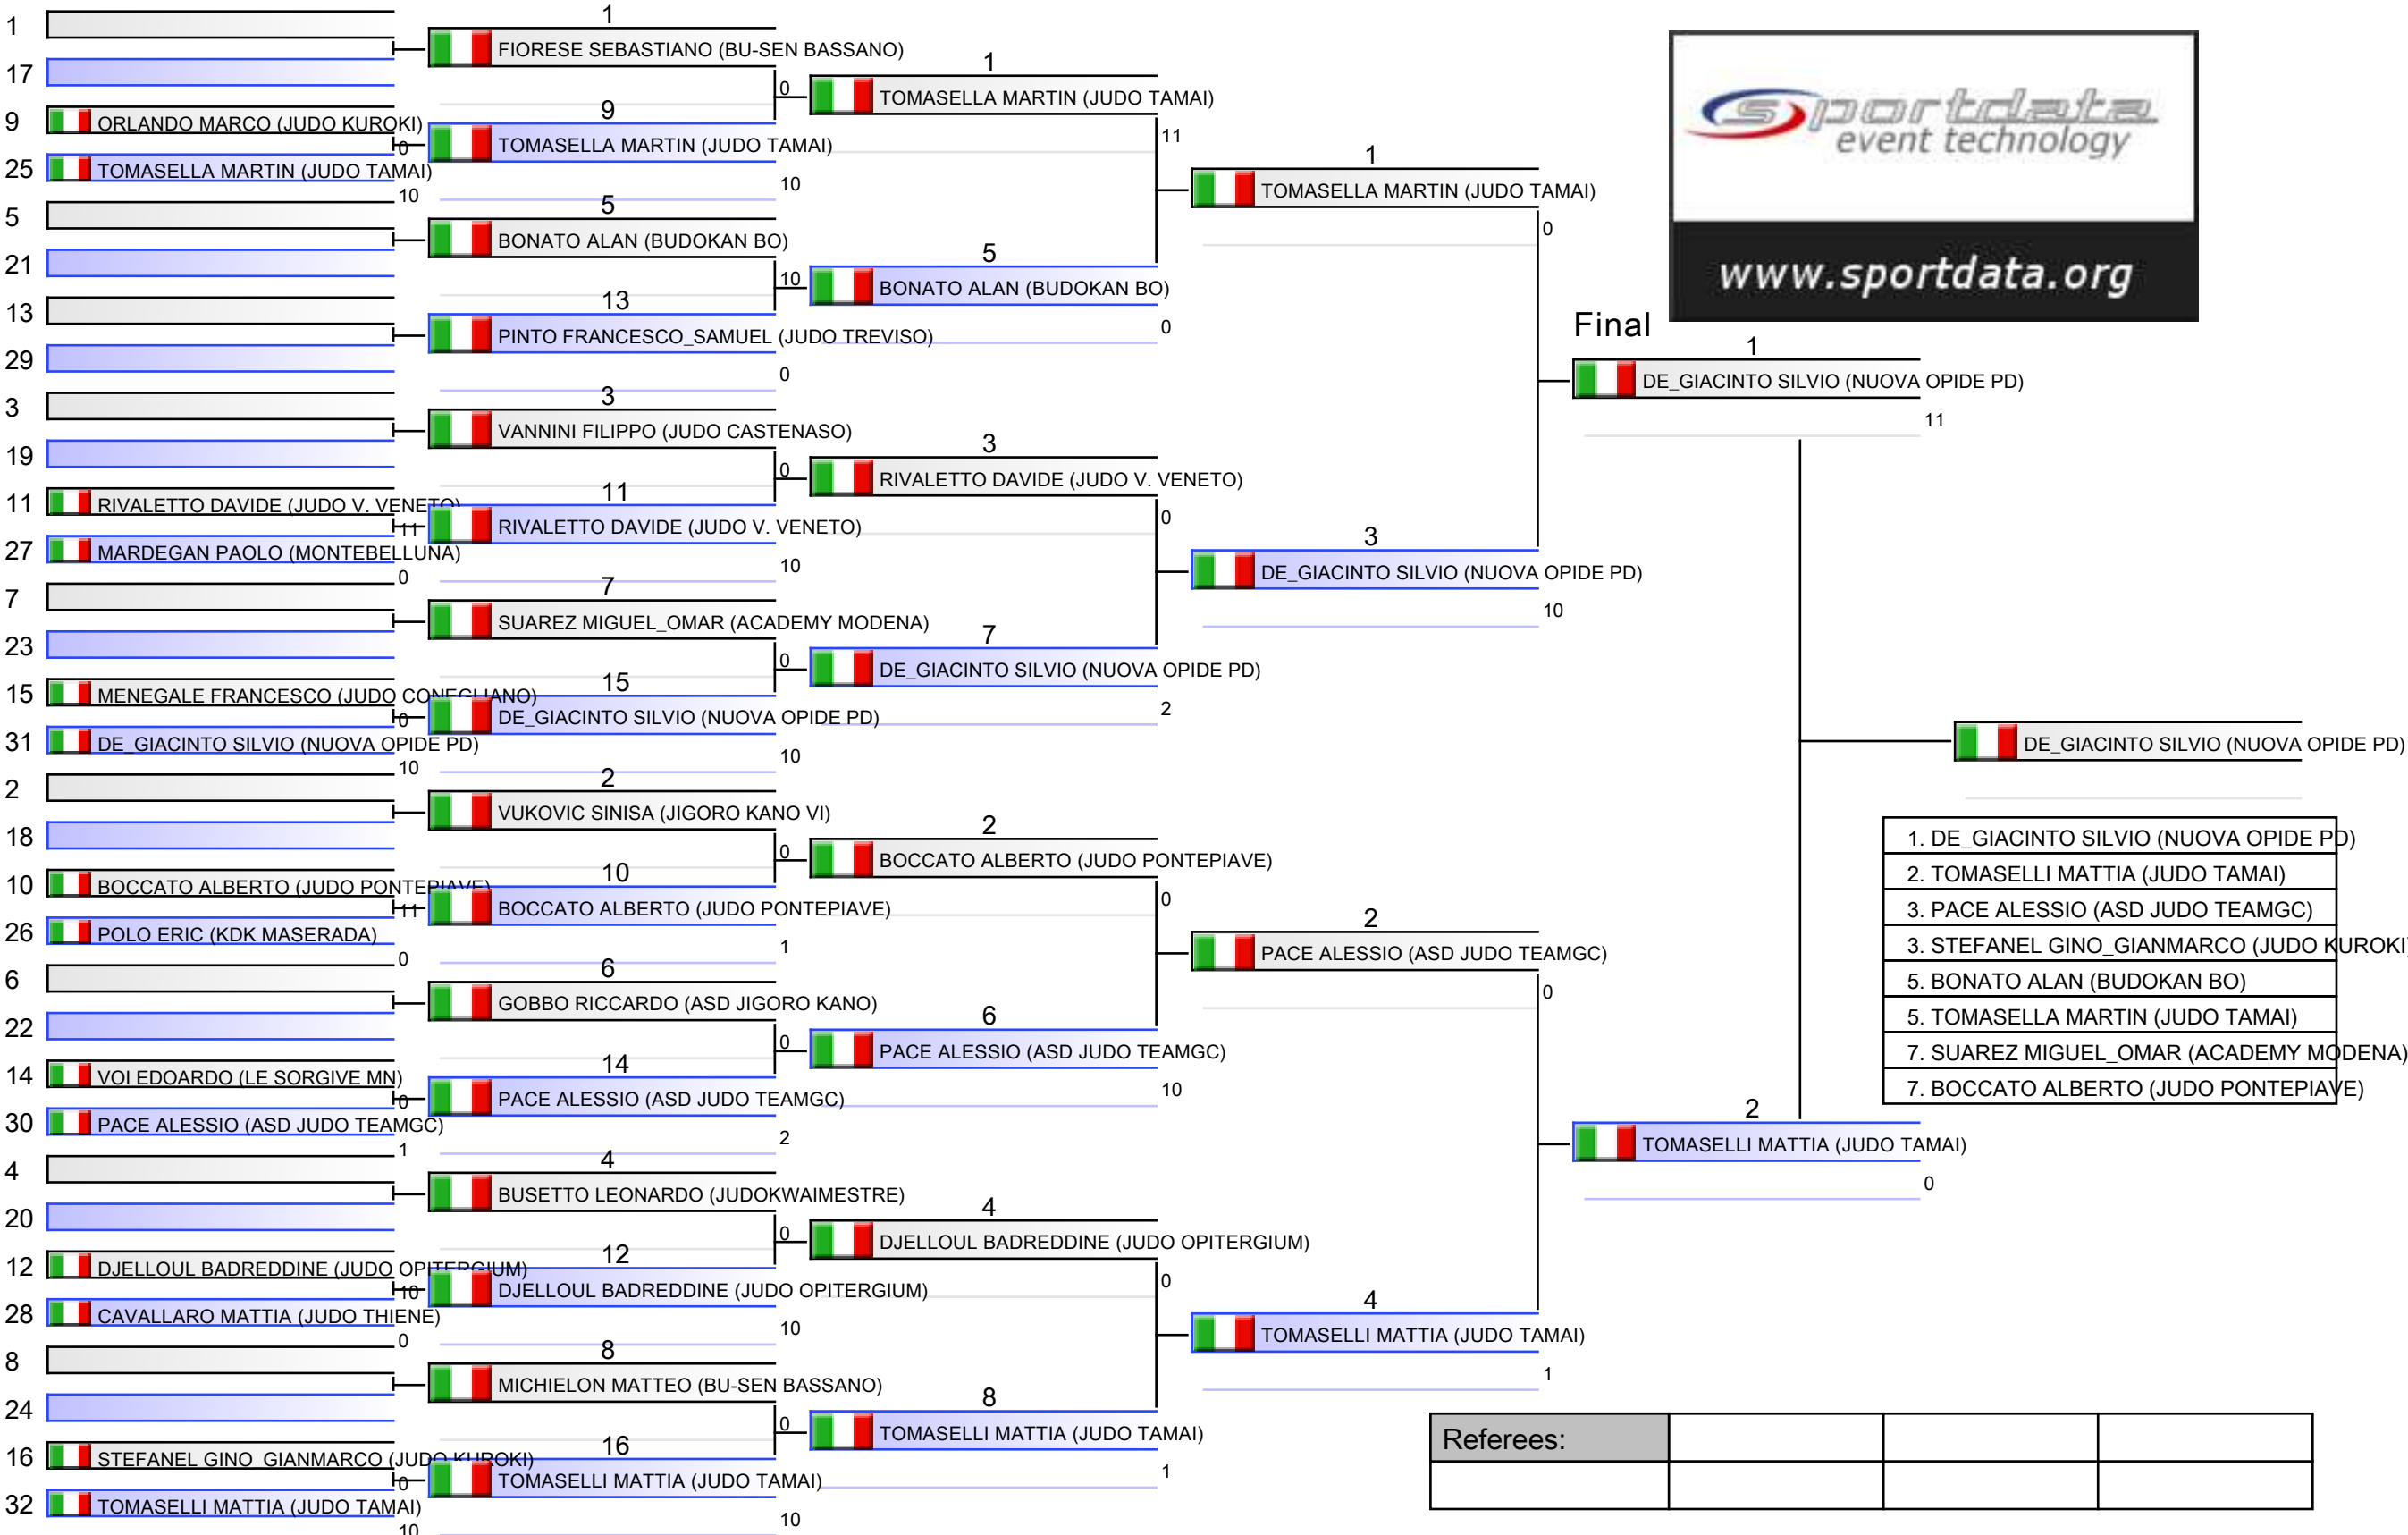 1
17
9 ORLANDO MARCO (JUDO KUROKI)
0
25 TOMASELLA MARTIN (JUDO TAMAI)
10
5
21
13
29
3
19
11 RIVALETTO DAVIDE (JUDO V. VENETO)
11
27 MARDEGAN PAOLO (MONTEBELLUNA)
0
7
23
15 MENEGALE FRANCESCO (JUDO CONEGLIANO)
0
31 DE_GIACINTO SILVIO (NUOVA OPIDE PD)
10
2
18
10 BOCCATO ALBERTO (JUDO PONTEPIAVE)
11
26 POLO ERIC (KDK MASERADA)
0
6
22
14 VOI EDOARDO (LE SORGIVE MN)
0
30 PACE ALESSIO (ASD JUDO TEAMGC)
1
4
20
12 DJELLOUL BADREDDINE (JUDO OPITERGIUM)
10
28 CAVALLARO MATTIA (JUDO THIENE)
0
8
24
16 STEFANEL GINO_GIANMARCO (JUDO KUROKI)
0
32 TOMASELLI MATTIA (JUDO TAMAI)
10
1
FIORESE SEBASTIANO (BU-SEN BASSANO)
0
9
TOMASELLA MARTIN (JUDO TAMAI)
10
5
BONATO ALAN (BUDOKAN BO)
10
13
PINTO FRANCESCO_SAMUEL (JUDO TREVISO)
0
3
VANNINI FILIPPO (JUDO CASTENASO)
0
11
RIVALETTO DAVIDE (JUDO V. VENETO)
10
7
SUAREZ MIGUEL_OMAR (ACADEMY MODENA)
0
15
DE_GIACINTO SILVIO (NUOVA OPIDE PD)
10
2
VUKOVIC SINISA (JIGORO KANO VI)
0
10
BOCCATO ALBERTO (JUDO PONTEPIAVE)
1
6
GOBBO RICCARDO (ASD JIGORO KANO)
0
14
PACE ALESSIO (ASD JUDO TEAMGC)
2
4
BUSETTO LEONARDO (JUDOKWAIMESTRE)
0
12
DJELLOUL BADREDDINE (JUDO OPITERGIUM)
10
8
MICHIELON MATTEO (BU-SEN BASSANO)
0
16
TOMASELLI MATTIA (JUDO TAMAI)
10
1
TOMASELLA MARTIN (JUDO TAMAI)
11
5
BONATO ALAN (BUDOKAN BO)
0
3
RIVALETTO DAVIDE (JUDO V. VENETO)
0
7
DE_GIACINTO SILVIO (NUOVA OPIDE PD)
2
2
BOCCATO ALBERTO (JUDO PONTEPIAVE)
0
6
PACE ALESSIO (ASD JUDO TEAMGC)
10
4
DJELLOUL BADREDDINE (JUDO OPITERGIUM)
0
8
TOMASELLI MATTIA (JUDO TAMAI)
1
1
TOMASELLA MARTIN (JUDO TAMAI)
0
3
DE_GIACINTO SILVIO (NUOVA OPIDE PD)
10
2
PACE ALESSIO (ASD JUDO TEAMGC)
0
4
TOMASELLI MATTIA (JUDO TAMAI)
1
sportdata
event technology
www.sportdata.org
Final
1
DE_GIACINTO SILVIO (NUOVA OPIDE PD)
11
2
TOMASELLI MATTIA (JUDO TAMAI)
0
DE_GIACINTO SILVIO (NUOVA OPIDE PD)
1. DE_GIACINTO SILVIO (NUOVA OPIDE PD)
2. TOMASELLI MATTIA (JUDO TAMAI)
3. PACE ALESSIO (ASD JUDO TEAMGC)
3. STEFANEL GINO_GIANMARCO (JUDO KUROKI)
5. BONATO ALAN (BUDOKAN BO)
5. TOMASELLA MARTIN (JUDO TAMAI)
7. SUAREZ MIGUEL_OMAR (ACADEMY MODENA)
7. BOCCATO ALBERTO (JUDO PONTEPIAVE)
Referees: